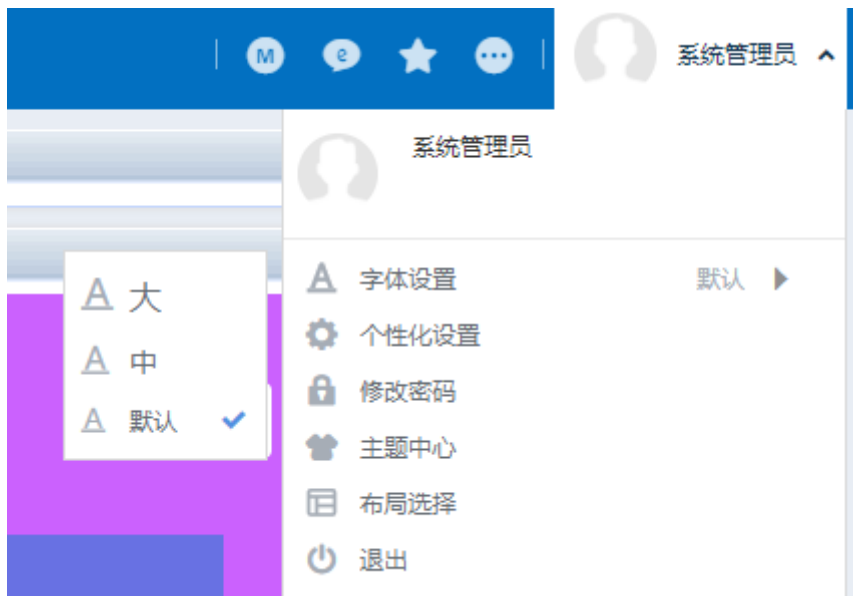 M
e
系统管理员
系统管理员
A 大
A 中
A 默认
A 字体设置 默认
个性化设置
修改密码
主题中心
布局选择
退出